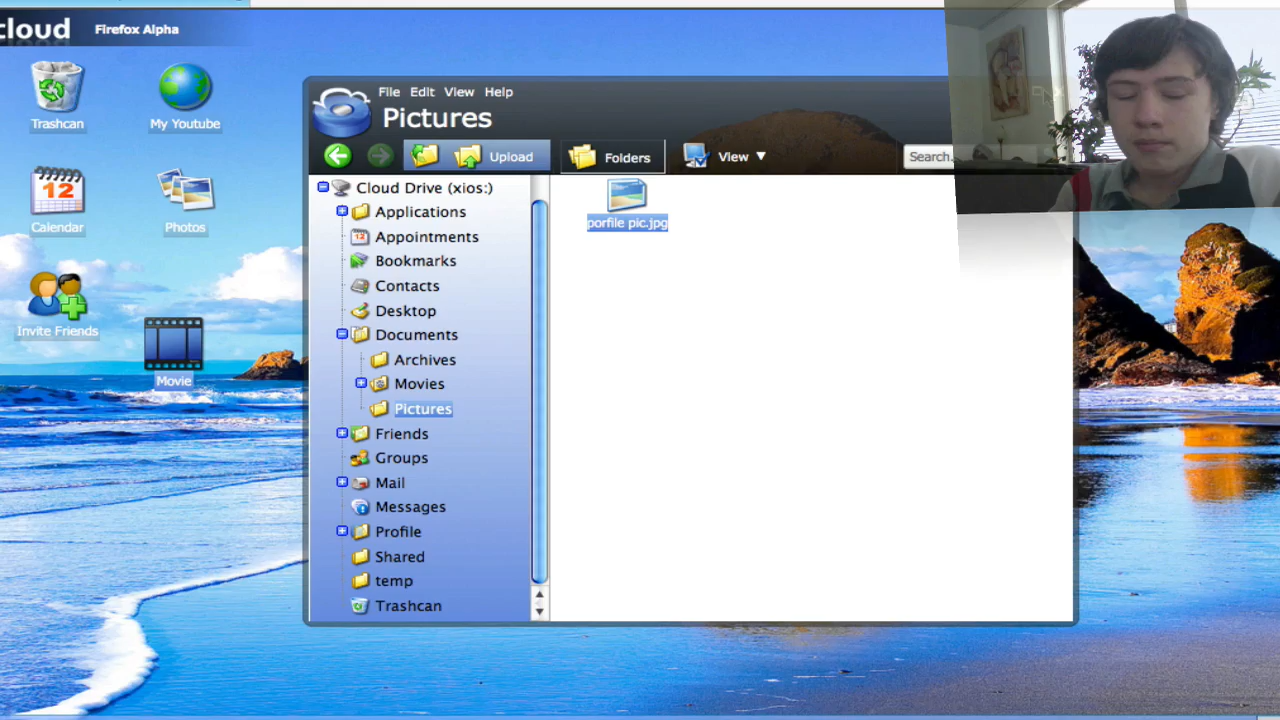 cloud Firefox Alpha
Trashcan
My Youtube
12
Calendar
Photos
Invite Friends
Movie
File Edit View Help
Pictures
Upload Folders View Search.
Cloud Drive (xios:)
Applications
12 Appointments
Bookmarks
Contacts
Desktop
Documents
Archives
Movies
Pictures
Friends
Groups
Mail
Messages
Profile
Shared
temp
Trashcan
porfile pic.jpg